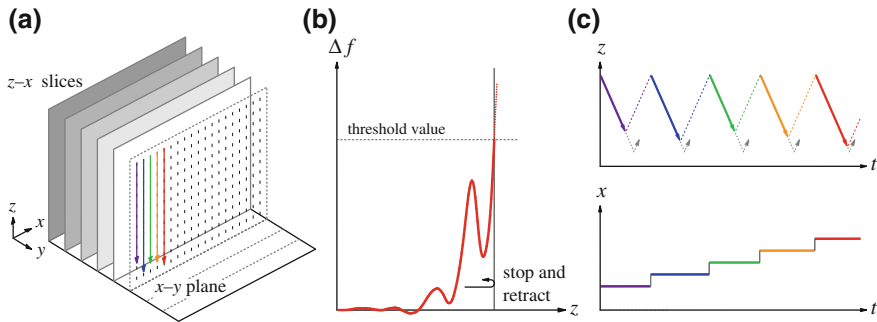 (a)
z–x slices
z
x
y
x–y plane
(b)
Δf
threshold value
stop and
retract
z
(c)
z
t
x
t